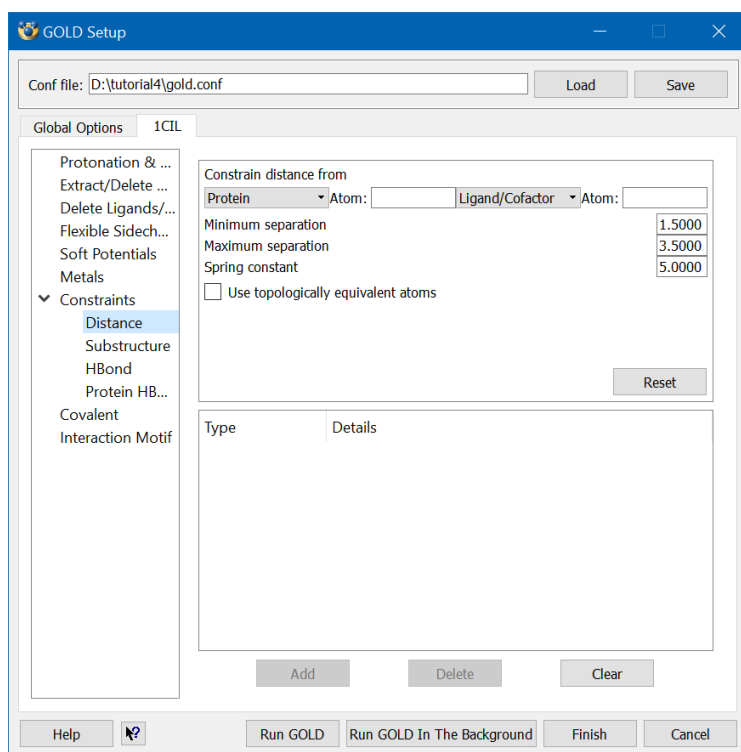 GOLD Setup
Conf file: D:\tutorial4\gold.conf Load Save
Global Options 1CIL
Protonation & ...
Extract/Delete ...
Delete Ligands/...
Flexible Sidech...
Soft Potentials
Metals
Constraints
Distance
Substructure
HBond
Protein HB...
Covalent
Interaction Motif
Constrain distance from
Protein Atom: Ligand/Cofactor Atom:
Minimum separation 1.5000
Maximum separation 3.5000
Spring constant 5.0000
Use topologically equivalent atoms
Reset
Type Details
Add Delete Clear
Help Run GOLD Run GOLD In The Background Finish Cancel